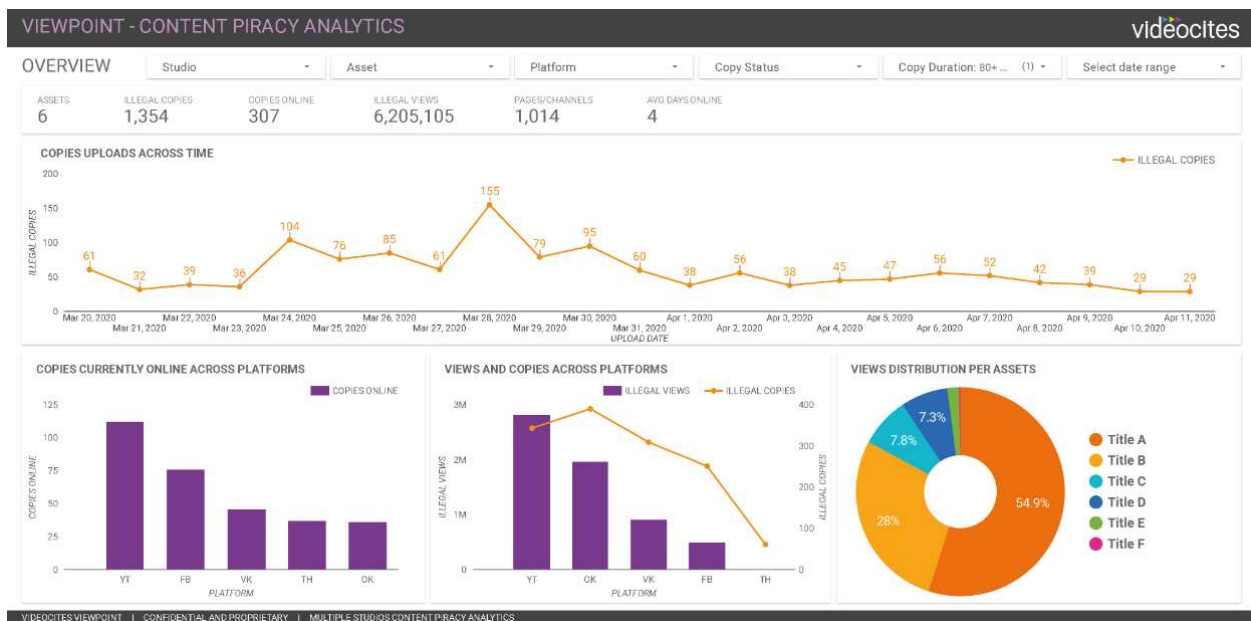 VIEWPOINT - CONTENT PIRACY ANALYTICS
videocites
OVERVIEW
Studio
Asset
Platform
Copy Status
Copy Duration: 80+ ... (1)
Select date range
ASSETS ILLEGAL COPIES COPIES ONLINE ILLEGAL VIEWS PAGES/CHANNELS AVG DAYS ONLINE
6 1,354 307 6,205,105 1,014 4
COPIES UPLOADS ACROSS TIME
ILLEGAL COPIES
200
150
100
50
0
ILLEGAL COPIES
61 32 39 36 104 76 85 61 155 79 95 60 38 56 38 45 47 56 52 42 39 29 29
Mar 20, 2020 Mar 22, 2020 Mar 24, 2020 Mar 26, 2020 Mar 28, 2020 Mar 30, 2020 Apr 1, 2020 Apr 3, 2020 Apr 5, 2020 Apr 7, 2020 Apr 9, 2020 Apr 11, 2020
Mar 21, 2020 Mar 23, 2020 Mar 25, 2020 Mar 27, 2020 Mar 29, 2020 Mar 31, 2020 Apr 2, 2020 Apr 4, 2020 Apr 6, 2020 Apr 8, 2020 Apr 10, 2020
UPLOAD DATE
COPIES CURRENTLY ONLINE ACROSS PLATFORMS
COPIES ONLINE
125
100
75
50
25
0
COPIES ONLINE
YT FB VK TH OK
PLATFORM
VIEWS AND COPIES ACROSS PLATFORMS
ILLEGAL VIEWS ILLEGAL COPIES
3M 400
300
2M
200
1M
100
0 0
ILLEGAL VIEWS
ILLEGAL COPIES
YT OK VK FB TH
PLATFORM
VIEWS DISTRIBUTION PER ASSETS
7.3%
7.8%
28%
54.9%
Title A
Title B
Title C
Title D
Title E
Title F
VIDEOCITES VIEWPOINT | CONFIDENTIAL AND PROPRIETARY | MULTIPLE STUDIOS CONTENT PIRACY ANALYTICS